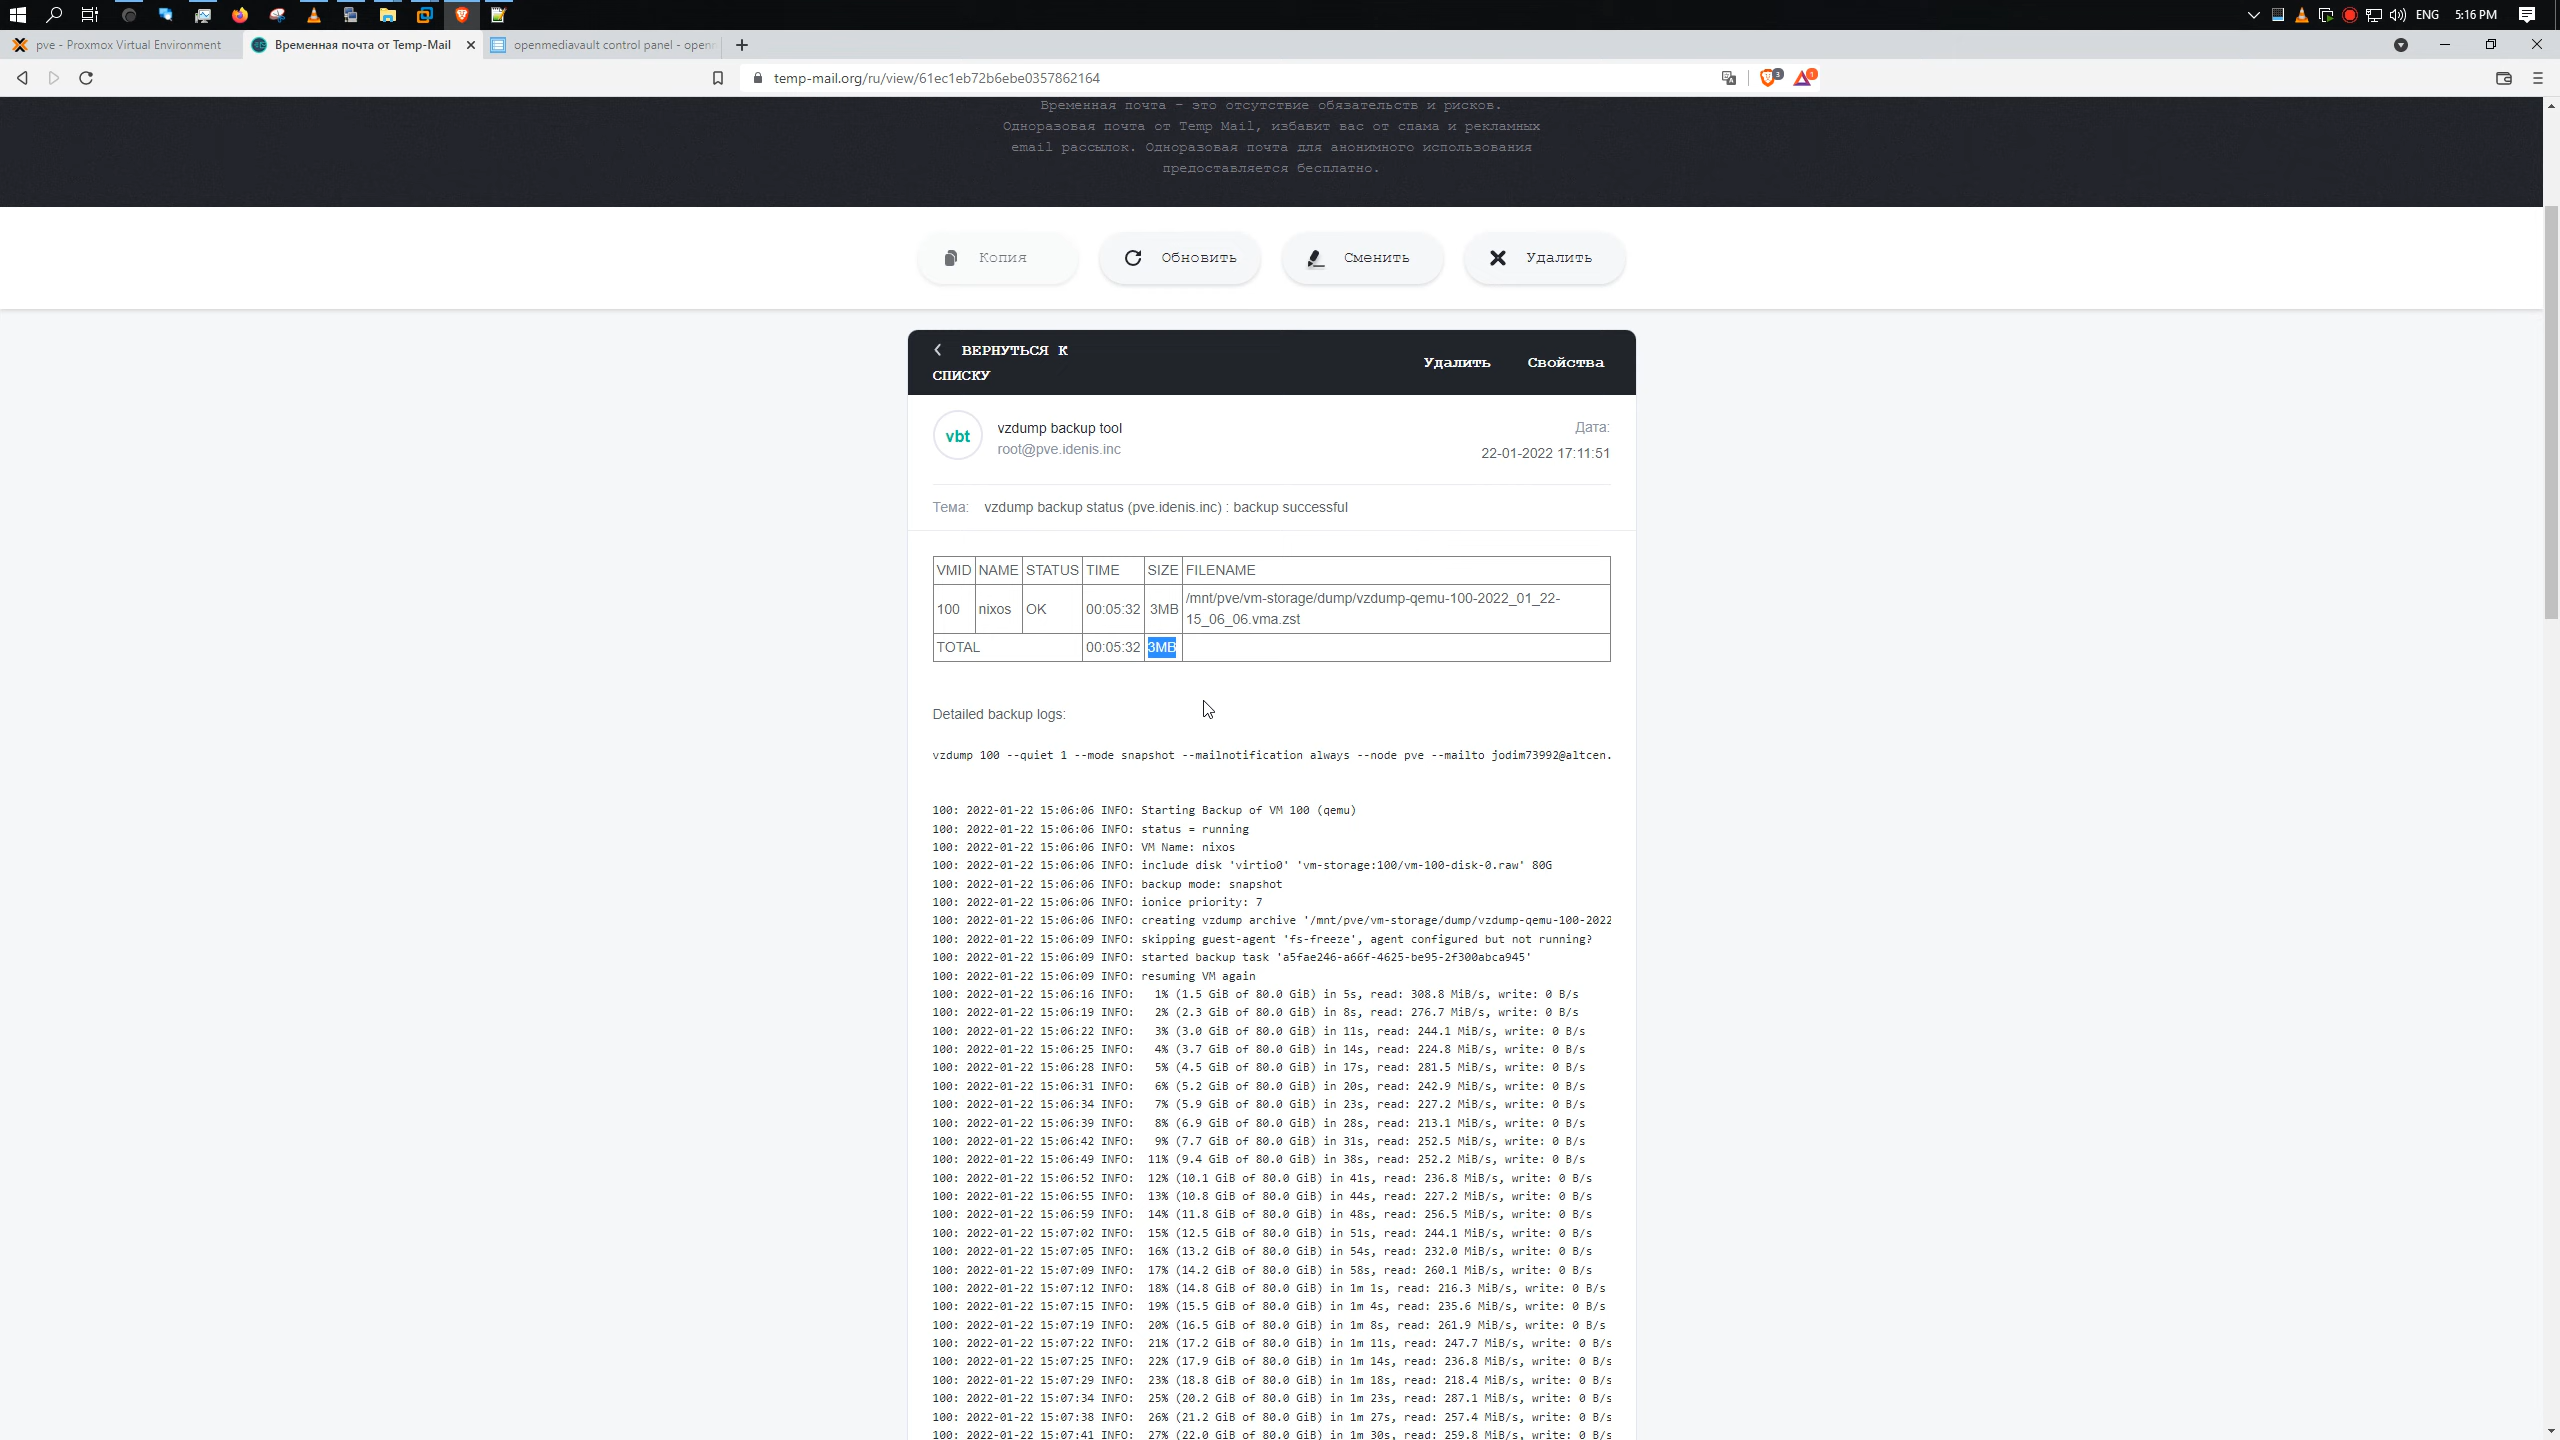 ENG 5:16 PM
pve - Proxmox Virtual Environment
Временная почта от Temp-Mail
openmediavault control panel - open
temp-mail.org/ru/view/61ec1eb72b6ebe0357862164
3
1
Временная почта - это отсутствие обязательств и рисков.
Одноразовая почта от Temp Mail, избавит вас от спама и рекламных
email рассылок. Одноразовая почта для анонимного использования
предоставляется бесплатно.
Копия
Обновить
Сменить
Удалить
ВЕРНУТЬСЯ К
СПИСКУ
Удалить
Свойства
vbt
vzdump backup tool
root@pve.idenis.inc
Дата:
22-01-2022 17:11:51
Тема: vzdump backup status (pve.idenis.inc) : backup successful
VMID NAME STATUS TIME SIZE FILENAME
100 nixos OK 00:05:32 3MB /mnt/pve/vm-storage/dump/vzdump-qemu-100-2022_01_22-
15_06_06.vma.zst
TOTAL 00:05:32 3MB
Detailed backup logs:
vzdump 100 --quiet 1 --mode snapshot --mailnotification always --node pve --mailto jodim73992@altcen.
100: 2022-01-22 15:06:06 INFO: Starting Backup of VM 100 (qemu)
100: 2022-01-22 15:06:06 INFO: status = running
100: 2022-01-22 15:06:06 INFO: VM Name: nixos
100: 2022-01-22 15:06:06 INFO: include disk 'virtio0' 'vm-storage:100/vm-100-disk-0.raw' 80G
100: 2022-01-22 15:06:06 INFO: backup mode: snapshot
100: 2022-01-22 15:06:06 INFO: ionice priority: 7
100: 2022-01-22 15:06:06 INFO: creating vzdump archive '/mnt/pve/vm-storage/dump/vzdump-qemu-100-2022
100: 2022-01-22 15:06:09 INFO: skipping guest-agent 'fs-freeze', agent configured but not running?
100: 2022-01-22 15:06:09 INFO: started backup task 'a5fae246-a66f-4625-be95-2f300abca945'
100: 2022-01-22 15:06:09 INFO: resuming VM again
100: 2022-01-22 15:06:16 INFO: 1% (1.5 GiB of 80.0 GiB) in 5s, read: 308.8 MiB/s, write: 0 B/s
100: 2022-01-22 15:06:19 INFO: 2% (2.3 GiB of 80.0 GiB) in 8s, read: 276.7 MiB/s, write: 0 B/s
100: 2022-01-22 15:06:22 INFO: 3% (3.0 GiB of 80.0 GiB) in 11s, read: 244.1 MiB/s, write: 0 B/s
100: 2022-01-22 15:06:25 INFO: 4% (3.7 GiB of 80.0 GiB) in 14s, read: 224.8 MiB/s, write: 0 B/s
100: 2022-01-22 15:06:28 INFO: 5% (4.5 GiB of 80.0 GiB) in 17s, read: 281.5 MiB/s, write: 0 B/s
100: 2022-01-22 15:06:31 INFO: 6% (5.2 GiB of 80.0 GiB) in 20s, read: 242.9 MiB/s, write: 0 B/s
100: 2022-01-22 15:06:34 INFO: 7% (5.9 GiB of 80.0 GiB) in 23s, read: 227.2 MiB/s, write: 0 B/s
100: 2022-01-22 15:06:39 INFO: 8% (6.9 GiB of 80.0 GiB) in 28s, read: 213.1 MiB/s, write: 0 B/s
100: 2022-01-22 15:06:42 INFO: 9% (7.7 GiB of 80.0 GiB) in 31s, read: 252.5 MiB/s, write: 0 B/s
100: 2022-01-22 15:06:49 INFO: 11% (9.4 GiB of 80.0 GiB) in 38s, read: 252.2 MiB/s, write: 0 B/s
100: 2022-01-22 15:06:52 INFO: 12% (10.1 GiB of 80.0 GiB) in 41s, read: 236.8 MiB/s, write: 0 B/s
100: 2022-01-22 15:06:55 INFO: 13% (10.8 GiB of 80.0 GiB) in 44s, read: 227.2 MiB/s, write: 0 B/s
100: 2022-01-22 15:06:59 INFO: 14% (11.8 GiB of 80.0 GiB) in 48s, read: 256.5 MiB/s, write: 0 B/s
100: 2022-01-22 15:07:02 INFO: 15% (12.5 GiB of 80.0 GiB) in 51s, read: 244.1 MiB/s, write: 0 B/s
100: 2022-01-22 15:07:05 INFO: 16% (13.2 GiB of 80.0 GiB) in 54s, read: 232.0 MiB/s, write: 0 B/s
100: 2022-01-22 15:07:09 INFO: 17% (14.2 GiB of 80.0 GiB) in 58s, read: 260.1 MiB/s, write: 0 B/s
100: 2022-01-22 15:07:12 INFO: 18% (14.8 GiB of 80.0 GiB) in 1m 1s, read: 216.3 MiB/s, write: 0 B/s
100: 2022-01-22 15:07:15 INFO: 19% (15.5 GiB of 80.0 GiB) in 1m 4s, read: 235.6 MiB/s, write: 0 B/s
100: 2022-01-22 15:07:19 INFO: 20% (16.5 GiB of 80.0 GiB) in 1m 8s, read: 261.9 MiB/s, write: 0 B/s
100: 2022-01-22 15:07:22 INFO: 21% (17.2 GiB of 80.0 GiB) in 1m 11s, read: 247.7 MiB/s, write: 0 B/s
100: 2022-01-22 15:07:25 INFO: 22% (17.9 GiB of 80.0 GiB) in 1m 14s, read: 236.8 MiB/s, write: 0 B/s
100: 2022-01-22 15:07:29 INFO: 23% (18.8 GiB of 80.0 GiB) in 1m 18s, read: 218.4 MiB/s, write: 0 B/s
100: 2022-01-22 15:07:34 INFO: 25% (20.2 GiB of 80.0 GiB) in 1m 23s, read: 287.1 MiB/s, write: 0 B/s
100: 2022-01-22 15:07:38 INFO: 26% (21.2 GiB of 80.0 GiB) in 1m 27s, read: 257.4 MiB/s, write: 0 B/s
100: 2022-01-22 15:07:41 INFO: 27% (22.0 GiB of 80.0 GiB) in 1m 30s, read: 259.8 MiB/s, write: 0 B/s